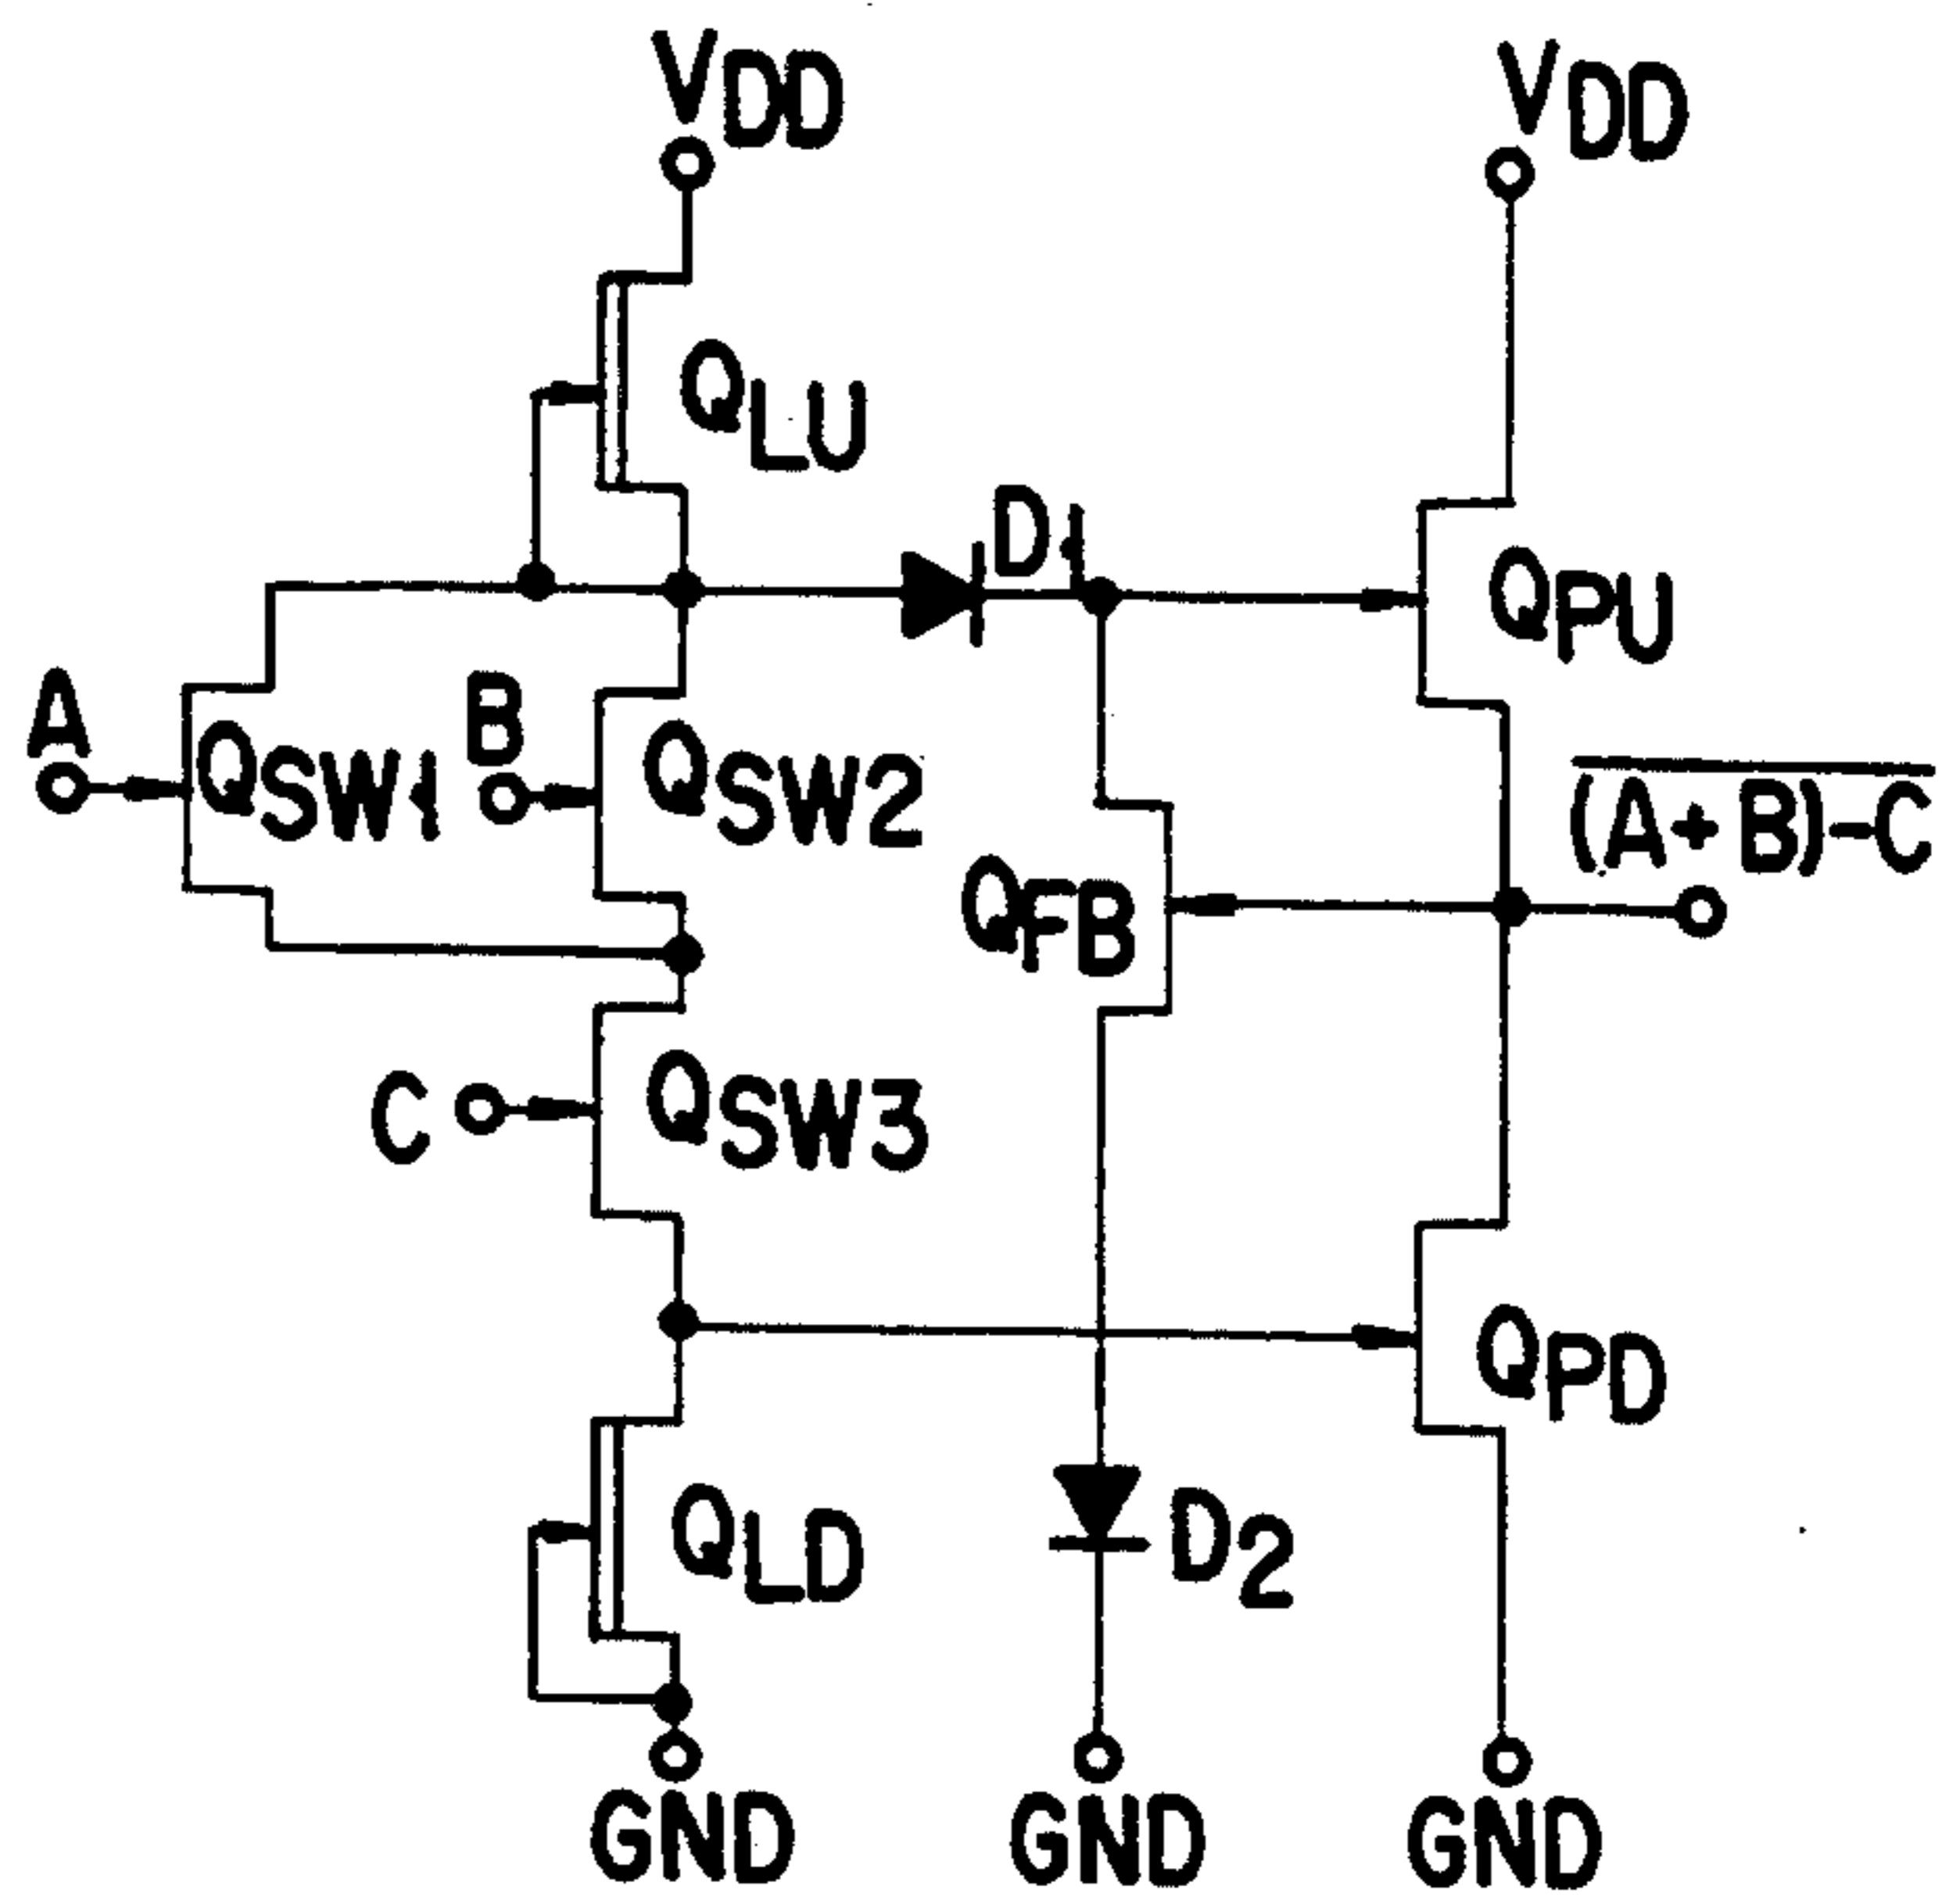 VDD
VDD
QLU
D1
QPU
A
QSW1
B
QSW2
(A+B)-C
QFB
C
QSW3
QPD
QLD
D2
GND
GND
GND